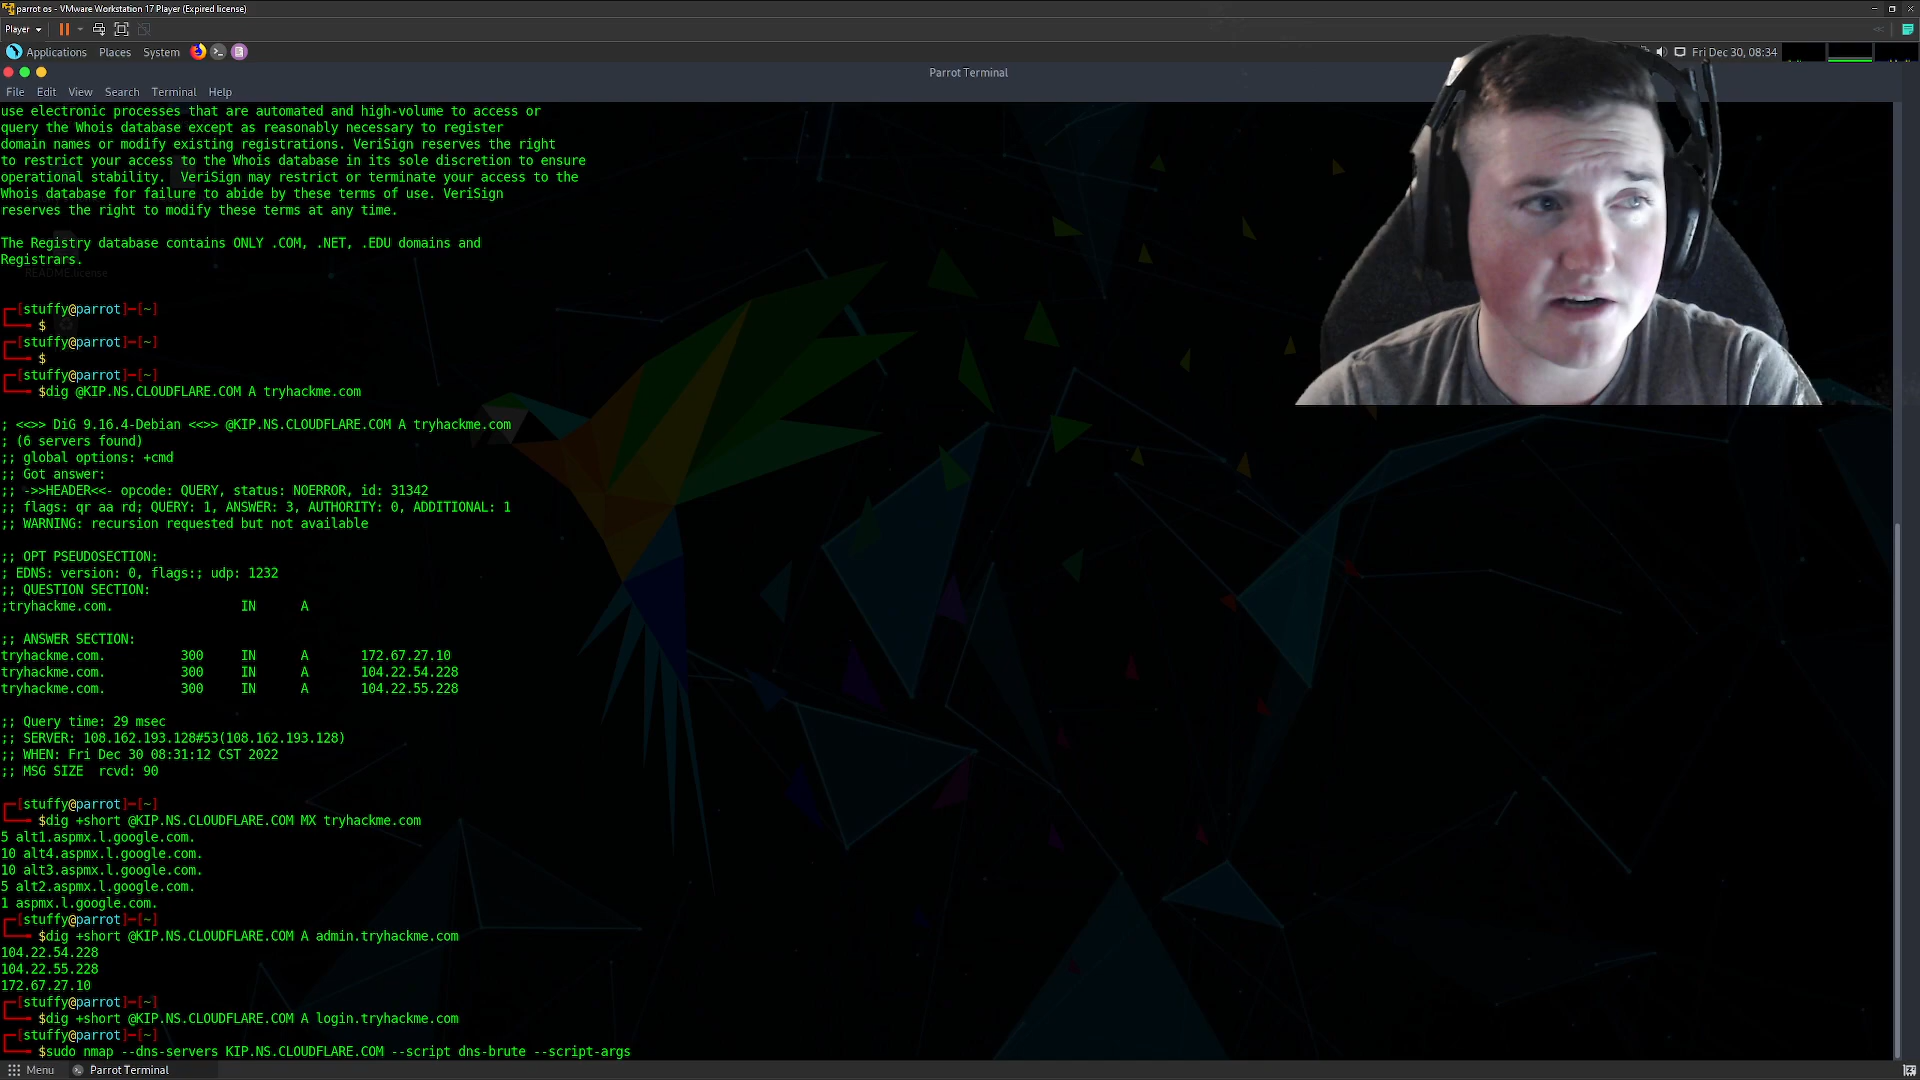 parrot os - VMware Workstation 17 Player (Expired license)
Player
Applications Places System
Fri Dec 30, 08:34
Parrot Terminal
File Edit View Search Terminal Help
use electronic processes that are automated and high-volume to access or
query the Whois database except as reasonably necessary to register
domain names or modify existing registrations. VeriSign reserves the right
to restrict your access to the Whois database in its sole discretion to ensure
operational stability.  VeriSign may restrict or terminate your access to the
Whois database for failure to abide by these terms of use. VeriSign
reserves the right to modify these terms at any time.
The Registry database contains ONLY .COM, .NET, .EDU domains and
Registrars.
README.license
[stuffy@parrot]-[~]
$
[stuffy@parrot]-[~]
$
[stuffy@parrot]-[~]
$dig @KIP.NS.CLOUDFLARE.COM A tryhackme.com
; <<>> DiG 9.16.4-Debian <<>> @KIP.NS.CLOUDFLARE.COM A tryhackme.com
; (6 servers found)
;; global options: +cmd
;; Got answer:
;; ->>HEADER<<- opcode: QUERY, status: NOERROR, id: 31342
;; flags: qr aa rd; QUERY: 1, ANSWER: 3, AUTHORITY: 0, ADDITIONAL: 1
;; WARNING: recursion requested but not available
;; OPT PSEUDOSECTION:
; EDNS: version: 0, flags:; udp: 1232
;; QUESTION SECTION:
;tryhackme.com. IN A
;; ANSWER SECTION:
tryhackme.com. 300 IN A 172.67.27.10
tryhackme.com. 300 IN A 104.22.54.228
tryhackme.com. 300 IN A 104.22.55.228
;; Query time: 29 msec
;; SERVER: 108.162.193.128#53(108.162.193.128)
;; WHEN: Fri Dec 30 08:31:12 CST 2022
;; MSG SIZE  rcvd: 90
[stuffy@parrot]-[~]
$dig +short @KIP.NS.CLOUDFLARE.COM MX tryhackme.com
5 alt1.aspmx.l.google.com.
10 alt4.aspmx.l.google.com.
10 alt3.aspmx.l.google.com.
5 alt2.aspmx.l.google.com.
1 aspmx.l.google.com.
[stuffy@parrot]-[~]
$dig +short @KIP.NS.CLOUDFLARE.COM A admin.tryhackme.com
104.22.54.228
104.22.55.228
172.67.27.10
[stuffy@parrot]-[~]
$dig +short @KIP.NS.CLOUDFLARE.COM A login.tryhackme.com
[stuffy@parrot]-[~]
$sudo nmap --dns-servers KIP.NS.CLOUDFLARE.COM --script dns-brute --script-args
Menu Parrot Terminal